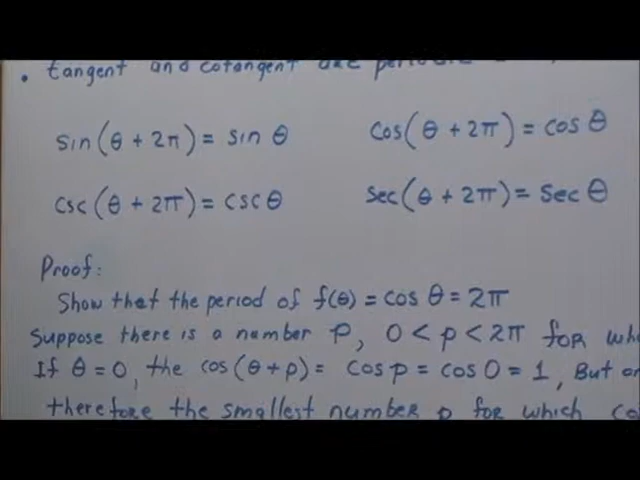 • tangent and cotangent are periodic
sin(θ + 2π) = sin θ cos(θ + 2π) = cos θ
csc(θ + 2π) = csc θ sec(θ + 2π) = sec θ
Proof:
Show that the period of f(θ) = cos θ = 2π
Suppose there is a number P, 0 < p < 2π for
If θ = 0, the cos(θ + p) = cos p = cos 0 = 1, But
therefore the smallest number p for which